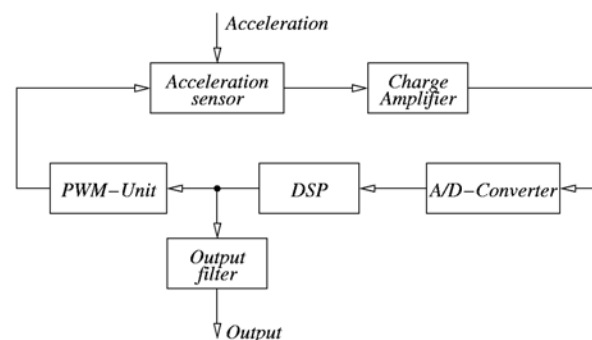 Acceleration
Acceleration
sensor
Charge
Amplifier
PWM-Unit
DSP
A/D-Converter
Output
filter
Output